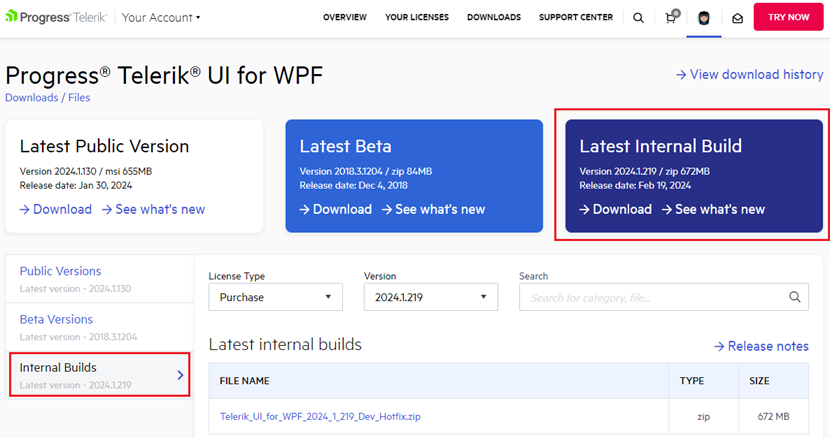 Progress® Telerik® Your Account OVERVIEW YOUR LICENSES DOWNLOADS SUPPORT CENTER 0 TRY NOW
Progress® Telerik® UI for WPF
View download history
Downloads / Files
Latest Public Version
Version 2024.1.130 / msi 655MB
Release date: Jan 30, 2024
Download See what's new
Latest Beta
Version 2018.3.1204 / zip 84MB
Release date: Dec 4, 2018
Download See what's new
Latest Internal Build
Version 2024.1.219 / zip 672MB
Release date: Feb 19, 2024
Download See what's new
Public Versions
Latest version - 2024.1.130
Beta Versions
Latest version - 2018.3.1204
Internal Builds
Latest version - 2024.1.219
License Type Version Search
Purchase 2024.1.219 Search for category, file...
Latest internal builds Release notes
FILE NAME TYPE SIZE
Telerik_UI_for_WPF_2024_1_219_Dev_Hotfix.zip zip 672 MB